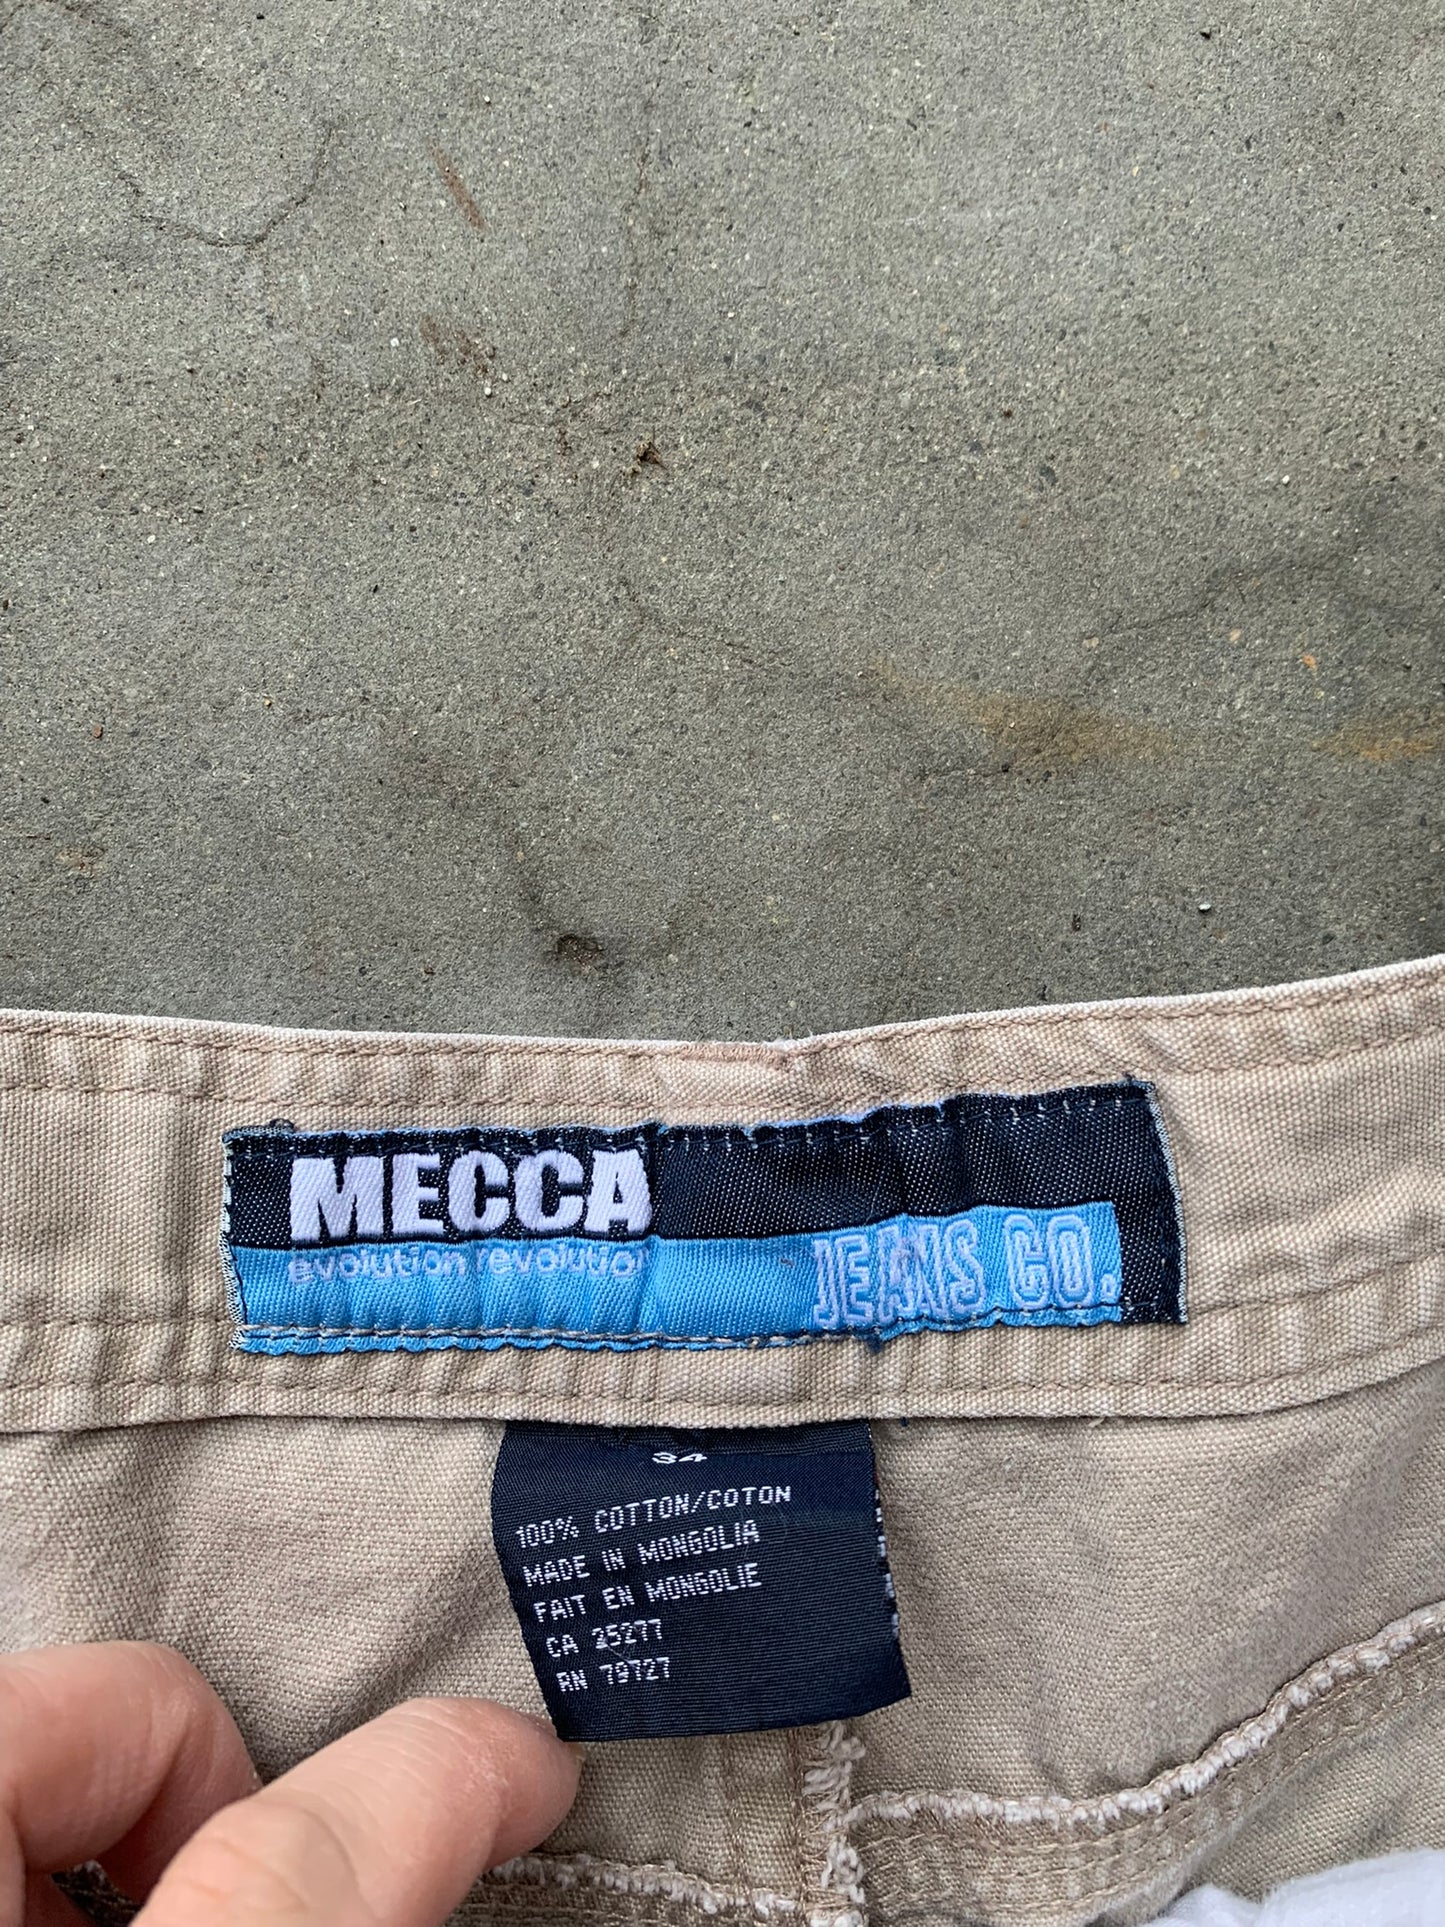 MECCA
evolution revolution
JEANS CO.
34
100% COTTON/COTON
MADE IN MONGOLIA
FAIT EN MONGOLIE
CA 25277
RN 79727